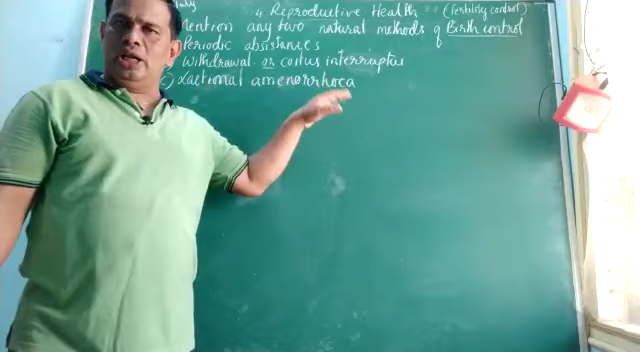 4 Reproductive Health (fertility control)
Mention any two natural methods of Birth control
Periodic absistances
Withdrawal or coitus interruptus
Lactional amenorrhoea